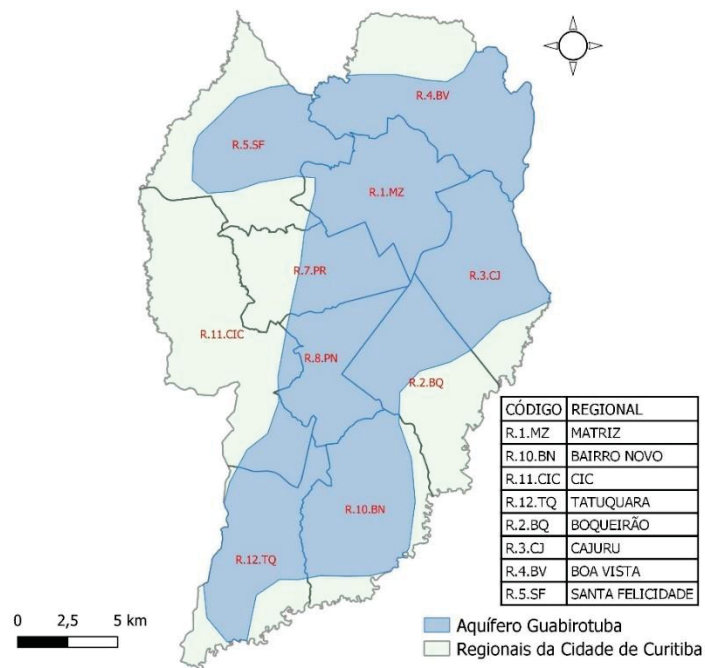 R.4.BV
R.5.SF
R.1.MZ
R.7.PR
R.3.CJ
R.11.CIC
R.8.PN
R.2.BQ
R.10.BN
R.12.TQ
CÓDIGO REGIONAL
R.1.MZ MATRIZ
R.10.BN BAIRRO NOVO
R.11.CIC CIC
R.12.TQ TATUQUARA
R.2.BQ BOQUEIRÃO
R.3.CJ CAJURU
R.4.BV BOA VISTA
R.5.SF SANTA FELICIDADE
0 2,5 5 km
Aquífero Guabirotuba
Regionais da Cidade de Curitiba